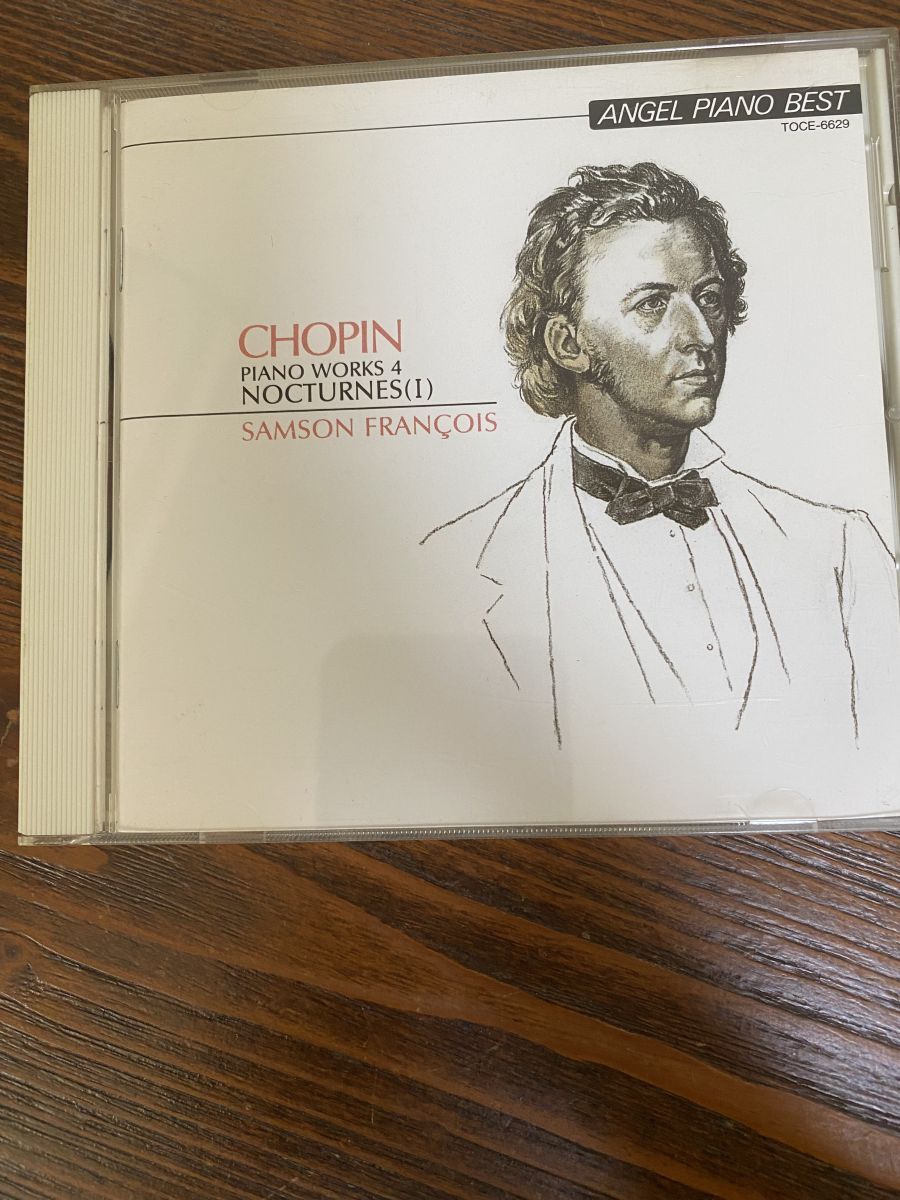 ANGEL PIANO BEST
TOCE-6629
CHOPIN
PIANO WORKS 4
NOCTURNES(I)
SAMSON FRANÇOIS